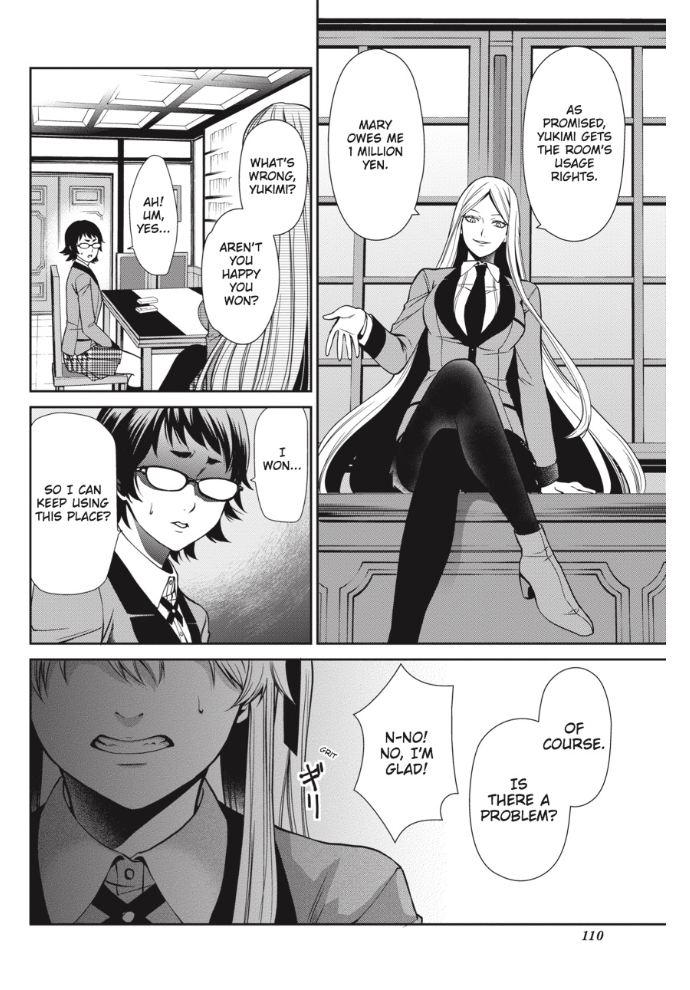 AS
PROMISED,
YUKIMI GETS
THE ROOM'S
USAGE
RIGHTS.
MARY
OWES ME
1 MILLION
YEN.
WHAT'S
WRONG,
YUKIMI?
AREN'T
YOU
HAPPY
YOU
WON?
AH!
UM,
YES...
I
WON...
SO I CAN
KEEP USING
THIS PLACE?
OF
COURSE.
IS
THERE A
PROBLEM?
N-NO!
NO, I'M
GLAD!
GRIT
ギリ
110